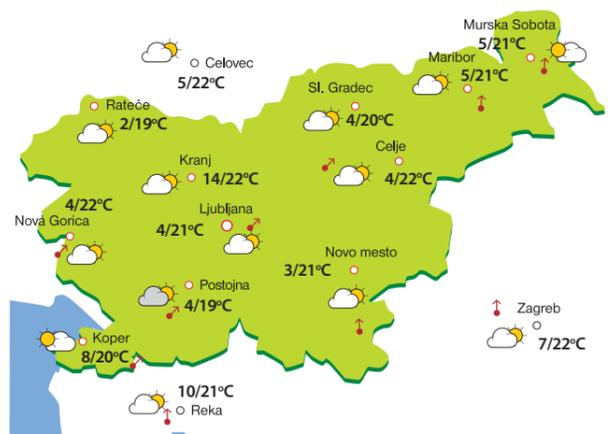 Murska Sobota
5/21°C
Maribor
5/21°C
Celovec
5/22°C
Sl. Gradec
4/20°C
Rateče
2/19°C
Celje
4/22°C
Kranj
14/22°C
4/22°C
Nova Gorica
Ljubljana
4/21°C
Novo mesto
3/21°C
Postojna
4/19°C
Zagreb
7/22°C
Koper
8/20°C
10/21°C
Reka